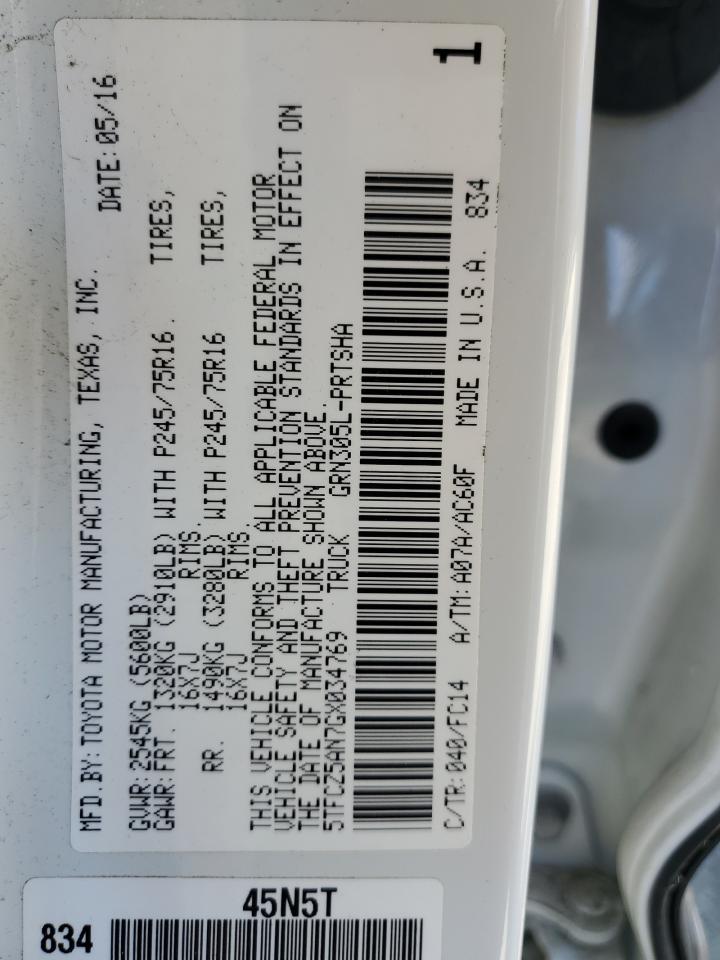 MFD.BY:TOYOTA MOTOR MANUFACTURING, TEXAS, INC.
DATE:05/16
GVWR:2545KG (5600LB)
GAWR:FRT. 1320KG (2910LB) WITH P245/75R16 . TIRES,
16X7J RIMS.
RR. 1490KG (3280LB) WITH P245/75R16 TIRES,
16X7J RIMS.
THIS VEHICLE CONFORMS TO ALL APPLICABLE FEDERAL MOTOR
VEHICLE SAFETY AND THEFT PREVENTION STANDARDS IN EFFECT ON
THE DATE OF MANUFACTURE SHOWN ABOVE.
5TFCZ5AN7GX034769 TRUCK GRN305L-PRTSHA
C/TR:040/FC14 A/TM:A07A/AC60F MADE IN U.S.A. 834
1
45N5T
834